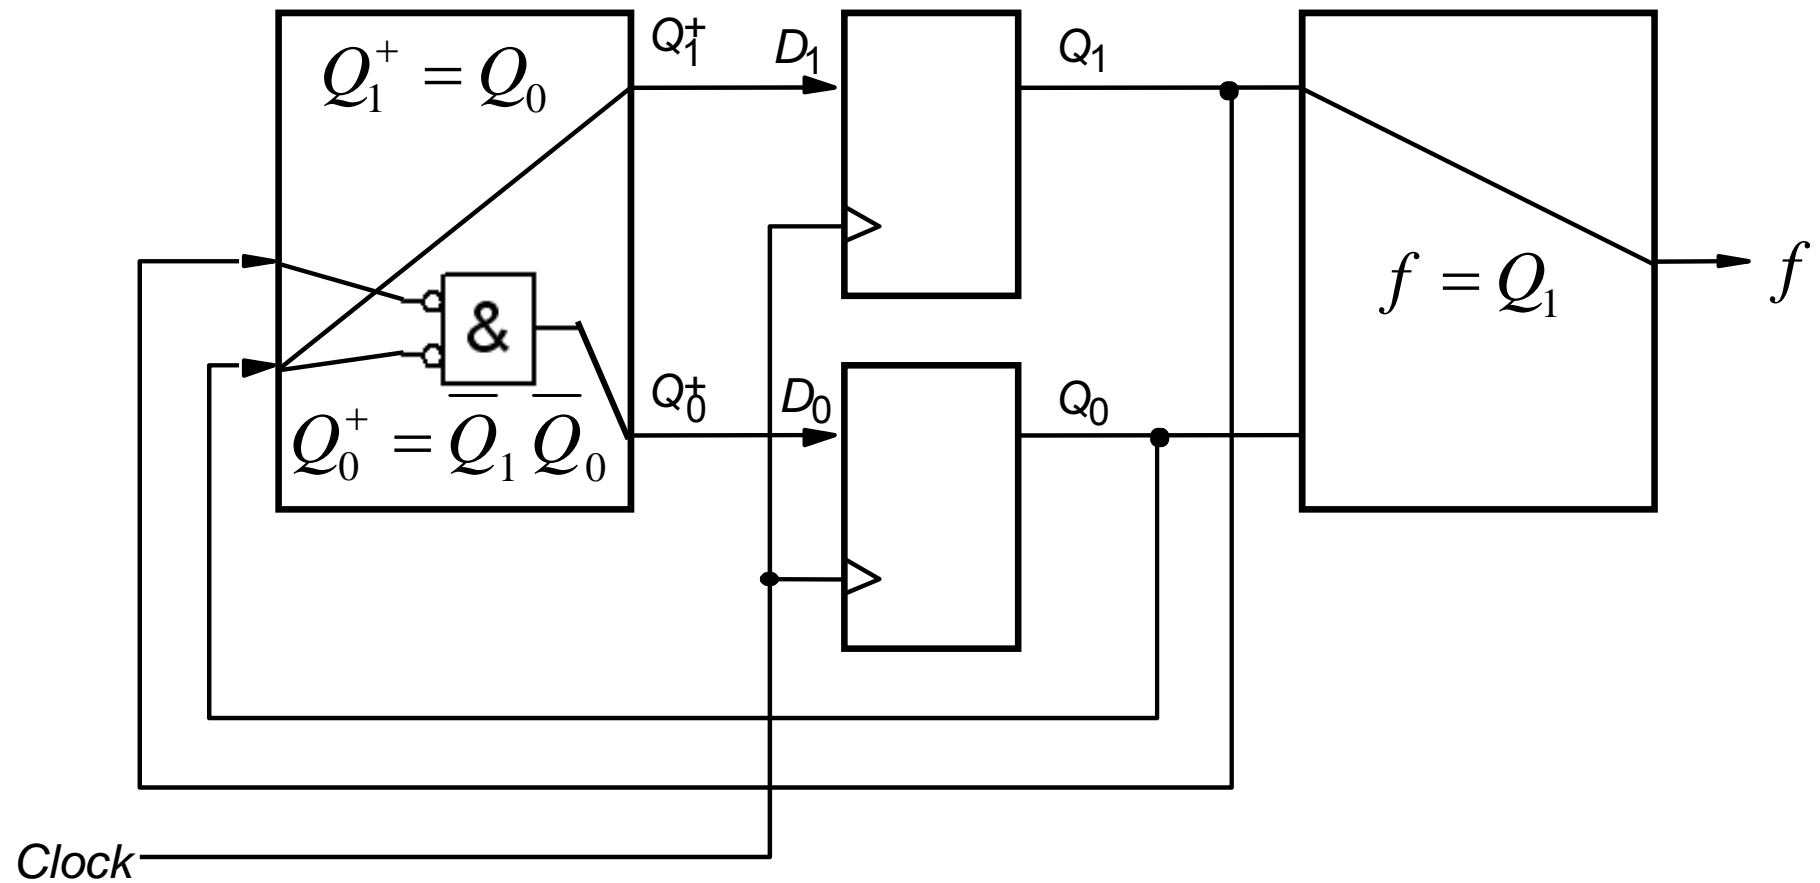 Q₁⁺ = Q₀
Q₁⁺
D₁
Q₁
&
f = Q₁
f
Q₀⁺ = Q̅₁ Q̅₀
Q₀⁺
D₀
Q₀
Clock